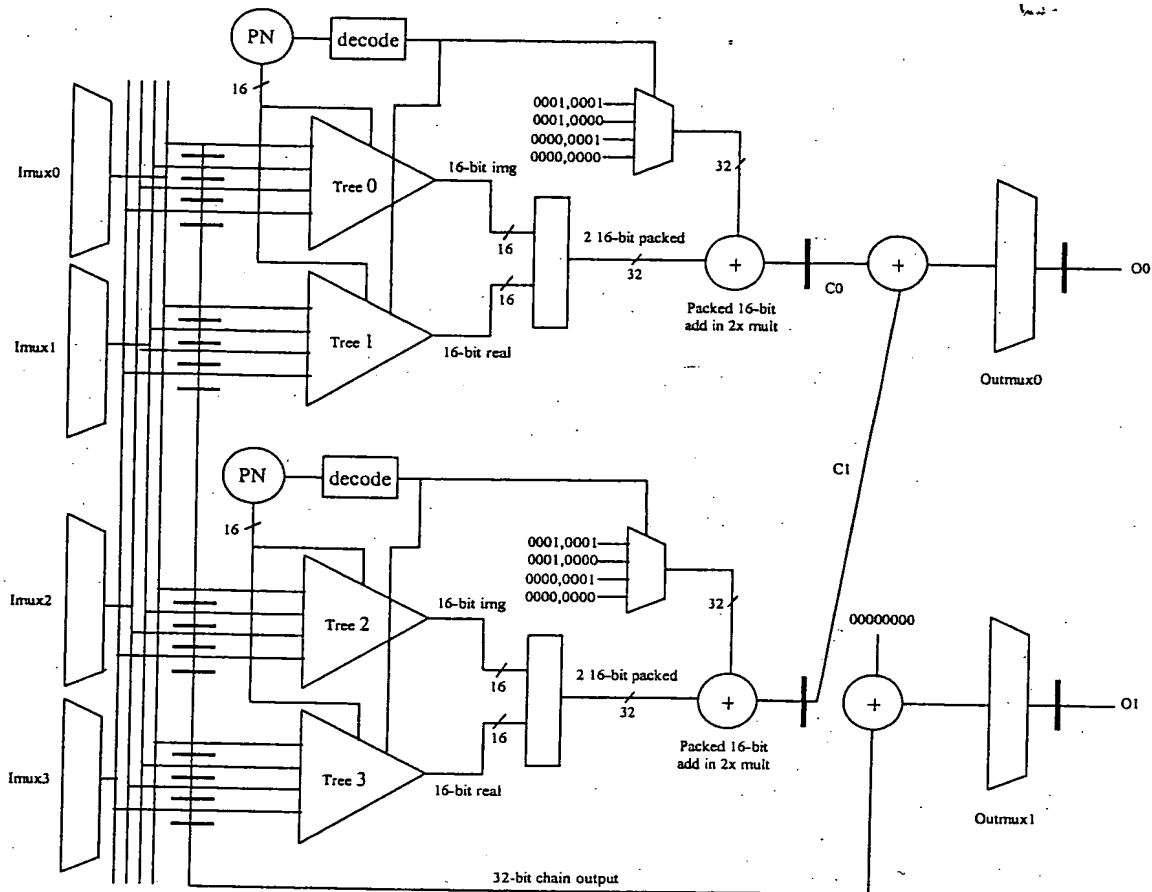 PN
decode
16
0001,0001
0001,0000
0000,0001
0000,0000
Imux0
Tree 0
16-bit img
32
16
2 16-bit packed
32
+
+
O0
C0
Packed 16-bit
add in 2x mult
16
Imux1
Tree 1
16-bit real
Outmux0
C1
PN
decode
16
0001,0001
0001,0000
0000,0001
0000,0000
Imux2
Tree 2
16-bit img
32
00000000
16
2 16-bit packed
32
+
+
O1
16
Packed 16-bit
add in 2x mult
Imux3
Tree 3
16-bit real
Outmux1
32-bit chain output